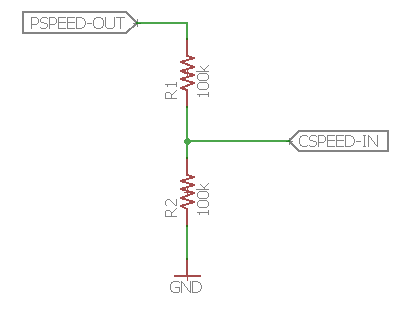 PSPEED-OUT
R1
100k
CSPEED-IN
R2
100k
GND